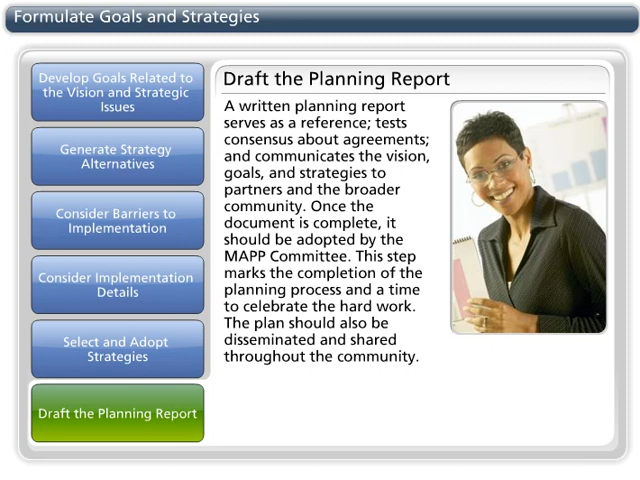 Formulate Goals and Strategies
Develop Goals Related to
the Vision and Strategic
Issues
Generate Strategy
Alternatives
Consider Barriers to
Implementation
Consider Implementation
Details
Select and Adopt
Strategies
Draft the Planning Report
Draft the Planning Report
A written planning report
serves as a reference; tests
consensus about agreements;
and communicates the vision,
goals, and strategies to
partners and the broader
community. Once the
document is complete, it
should be adopted by the
MAPP Committee. This step
marks the completion of the
planning process and a time
to celebrate the hard work.
The plan should also be
disseminated and shared
throughout the community.